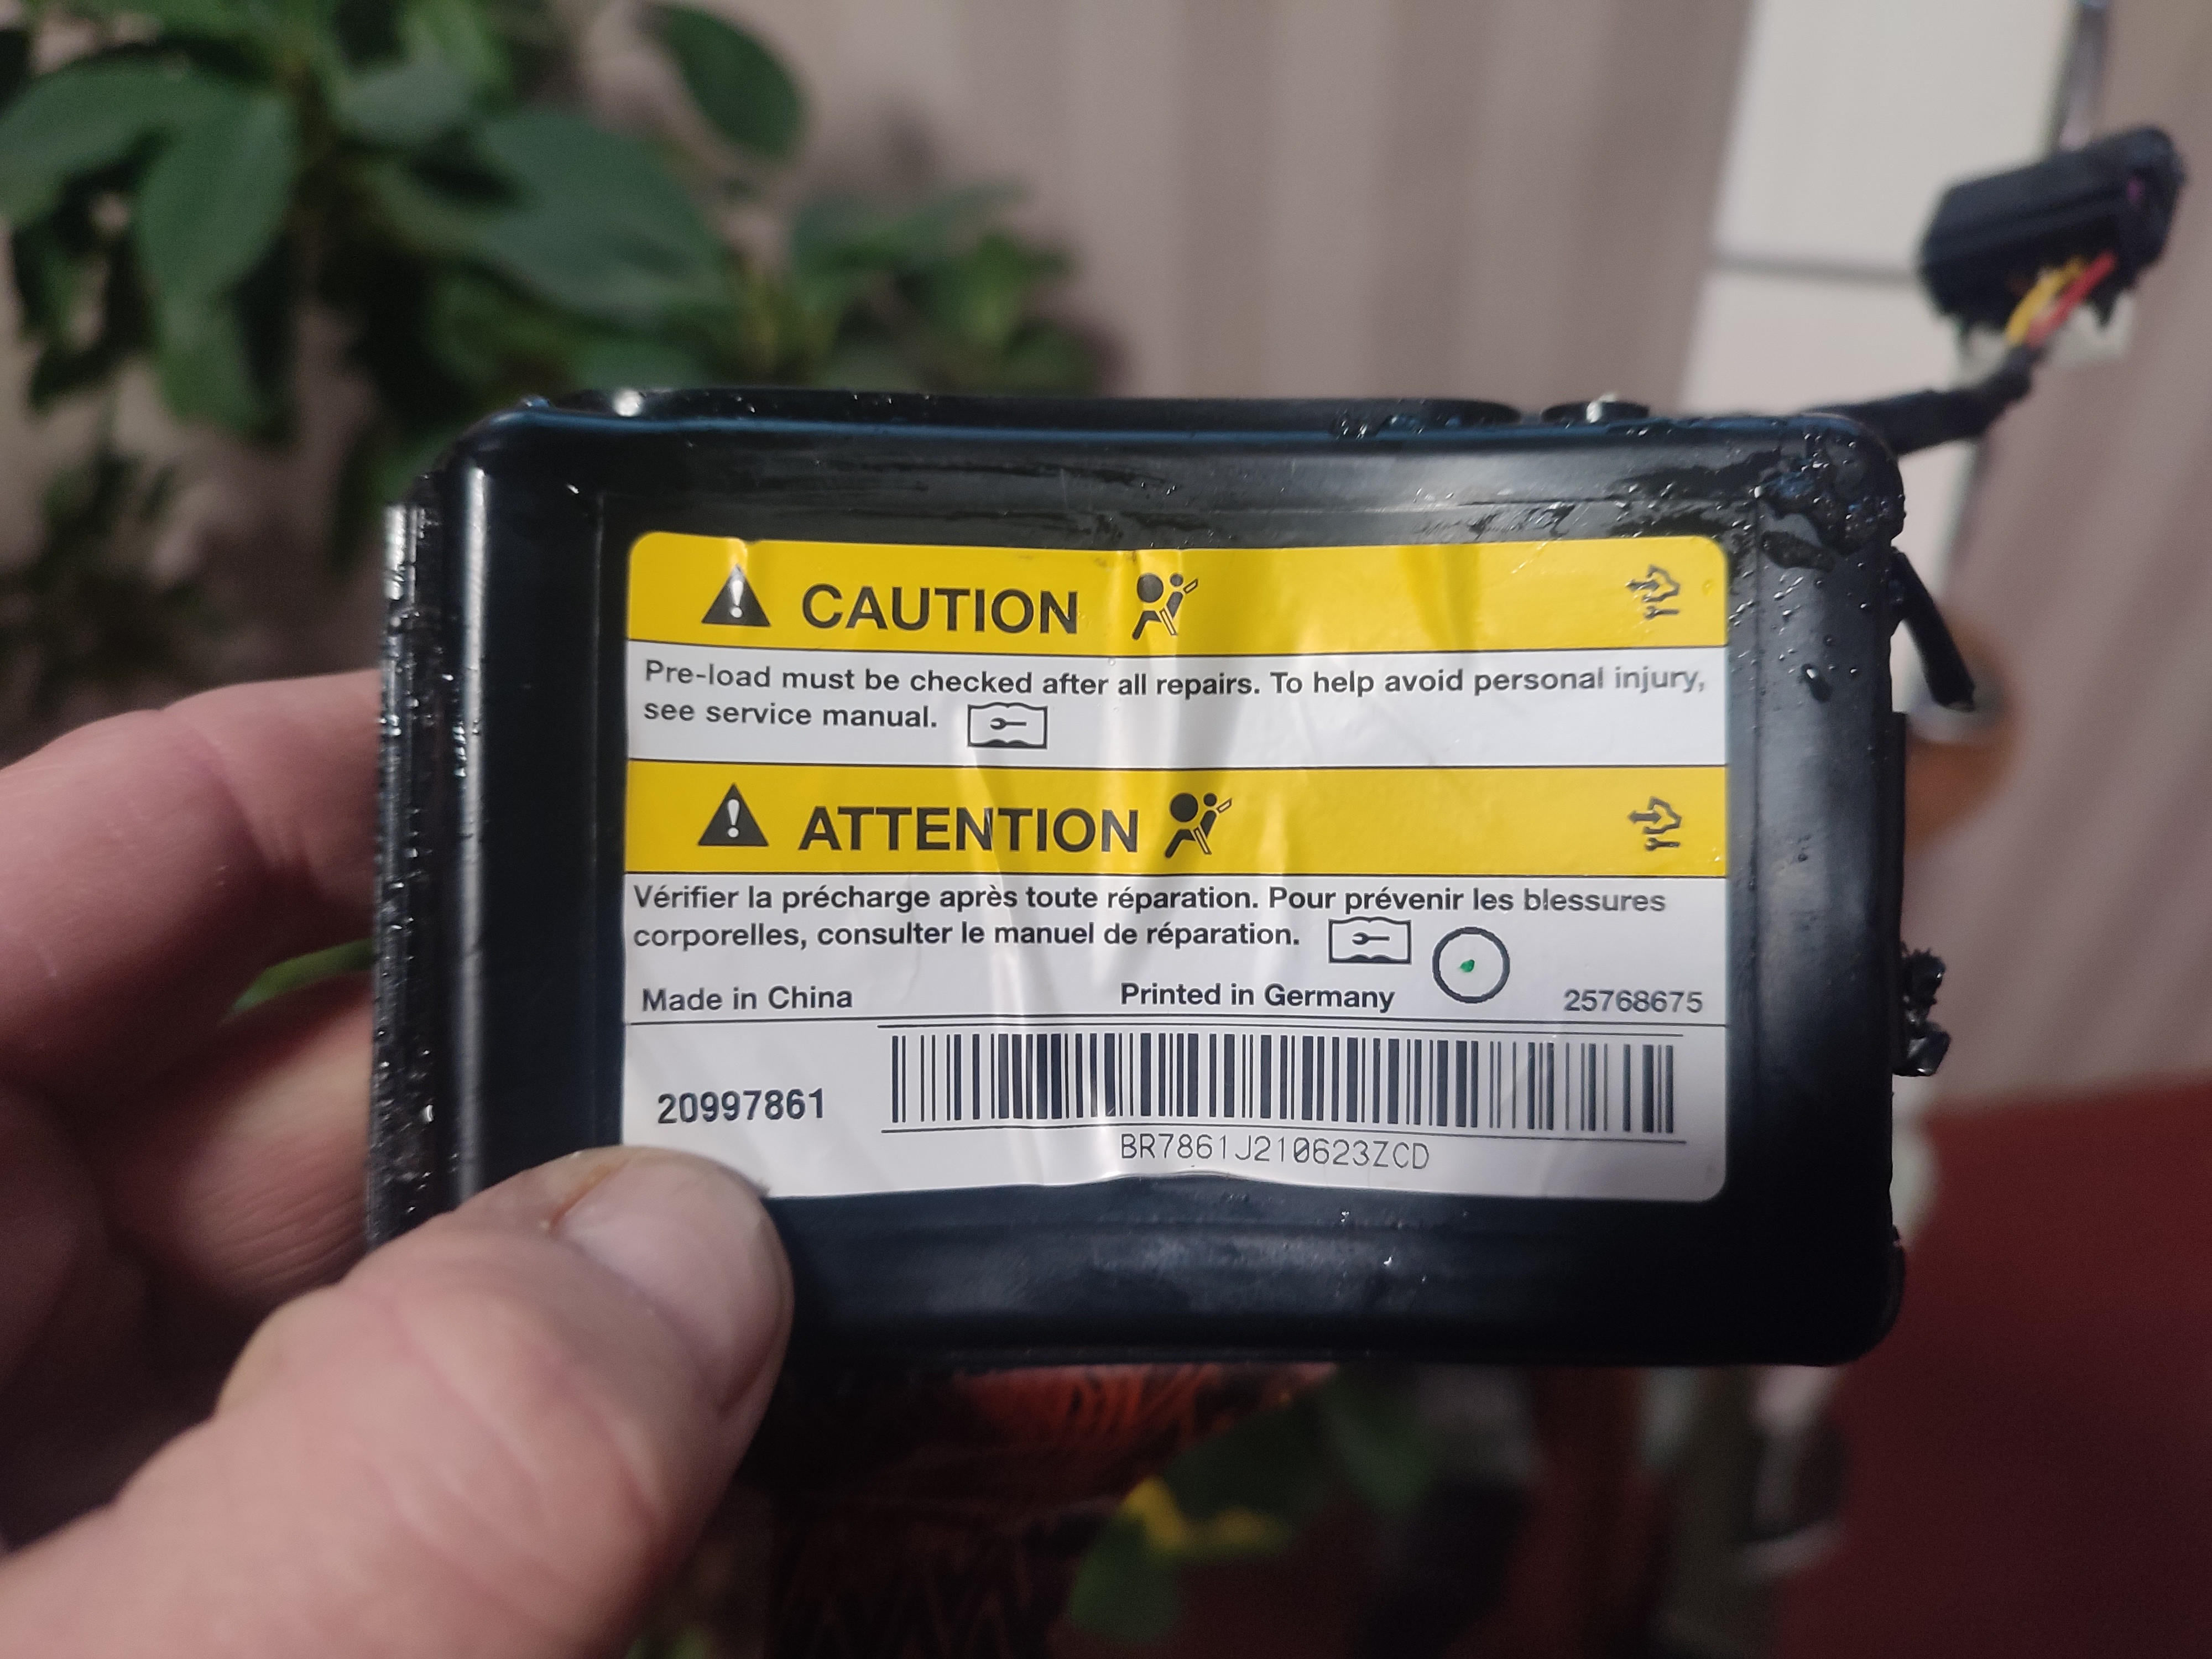 CAUTION
Pre-load must be checked after all repairs. To help avoid personal injury,
see service manual.
ATTENTION
Vérifier la précharge après toute réparation. Pour prévenir les blessures
corporelles, consulter le manuel de réparation.
Made in China Printed in Germany 25768675
20997861
BR7861J210623ZCD